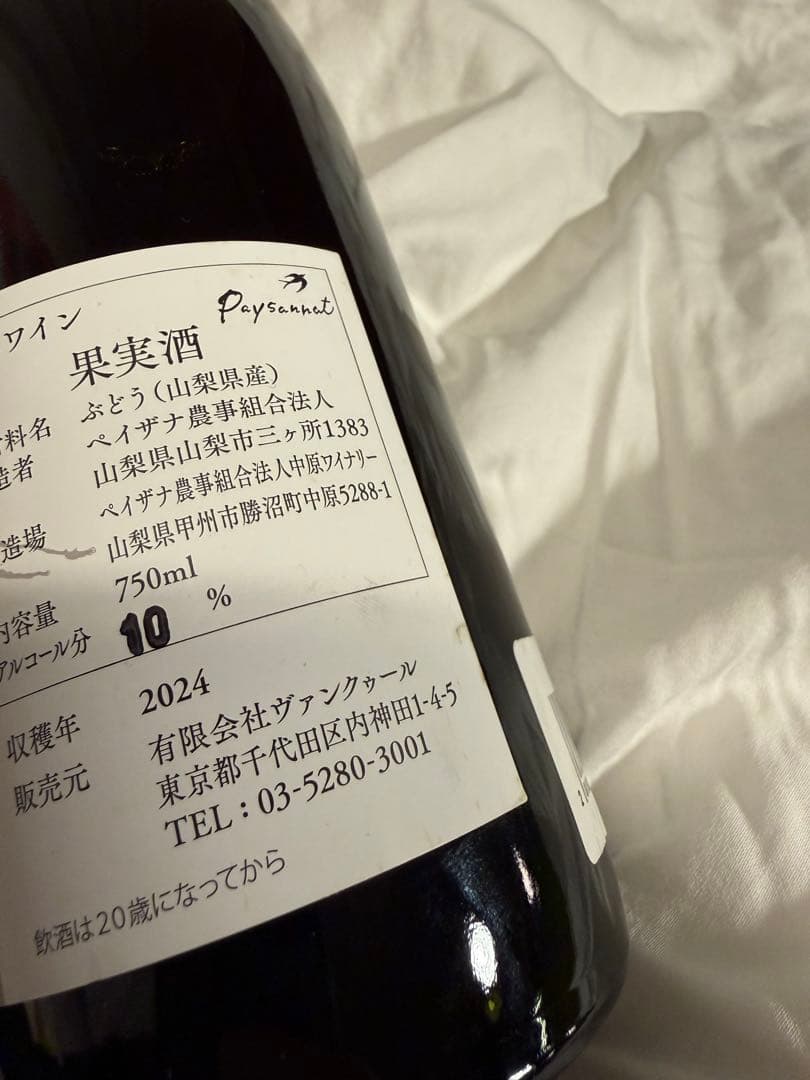 ワイン
Paysannat
果実酒
料名 ぶどう(山梨県産)
造者 ペイザナ農事組合法人
山梨県山梨市三ヶ所1383
造場 ペイザナ農事組合法人中原ワイナリー
山梨県甲州市勝沼町中原5288-1
内容量 750ml
アルコール分 10 %
収穫年 2024
販売元 有限会社ヴァンクゥール
東京都千代田区内神田1-4-5
TEL：03-5280-3001
飲酒は20歳になってから